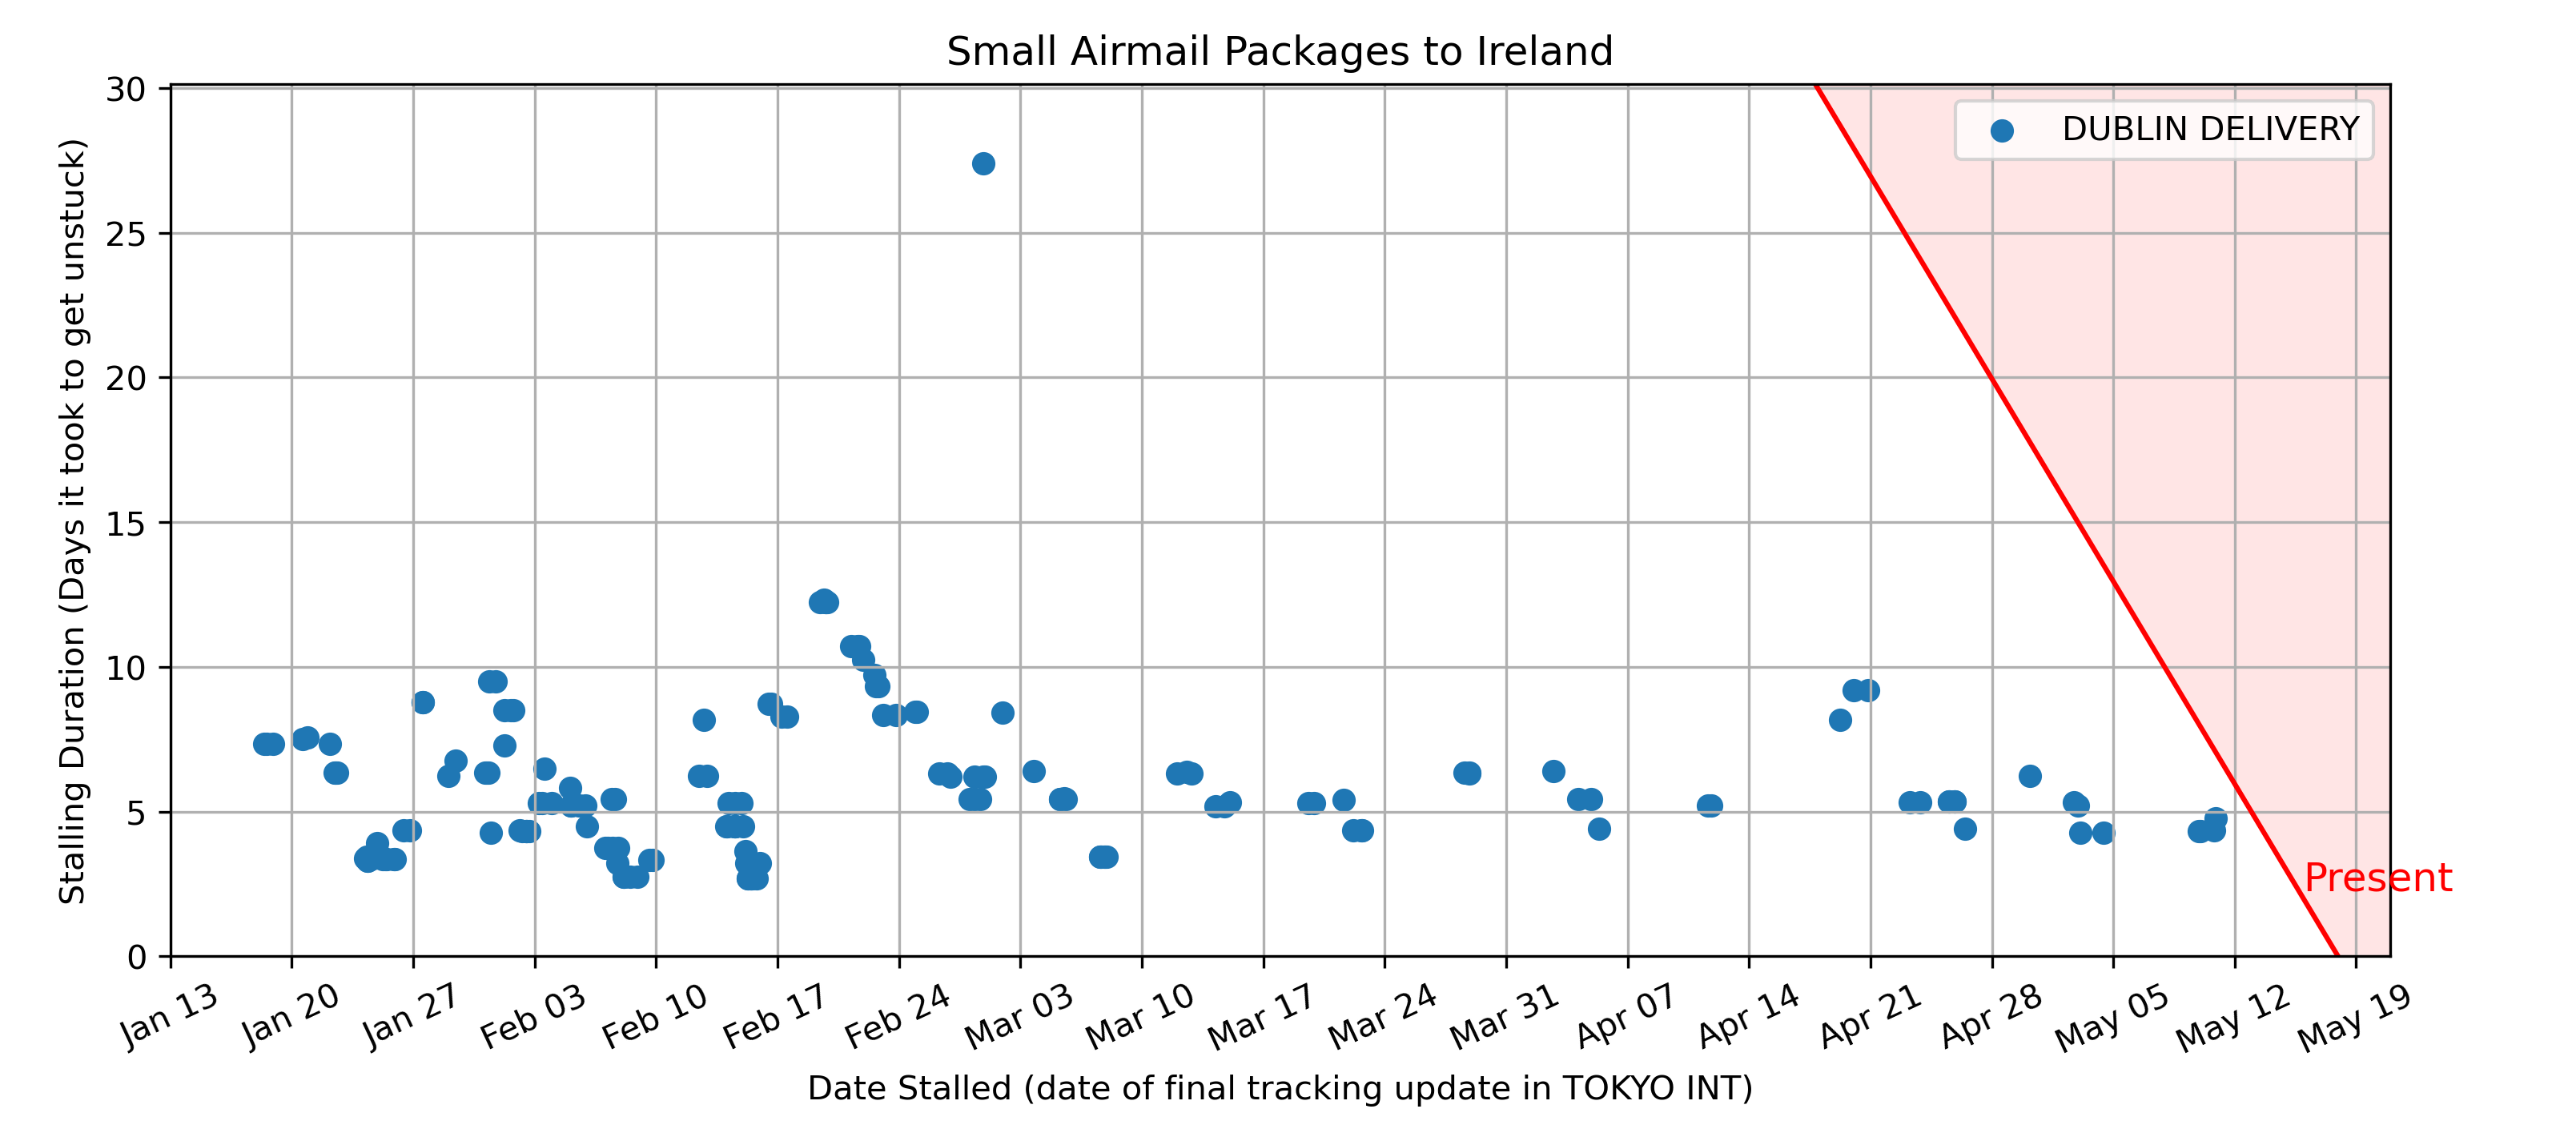 Small Airmail Packages to Ireland
DUBLIN DELIVERY
Stalling Duration (Days it took to get unstuck)
30
25
20
15
10
5
0
Present
Jan 13 Jan 20 Jan 27 Feb 03 Feb 10 Feb 17 Feb 24 Mar 03 Mar 10 Mar 17 Mar 24 Mar 31 Apr 07 Apr 14 Apr 21 Apr 28 May 05 May 12 May 19
Date Stalled (date of final tracking update in TOKYO INT)